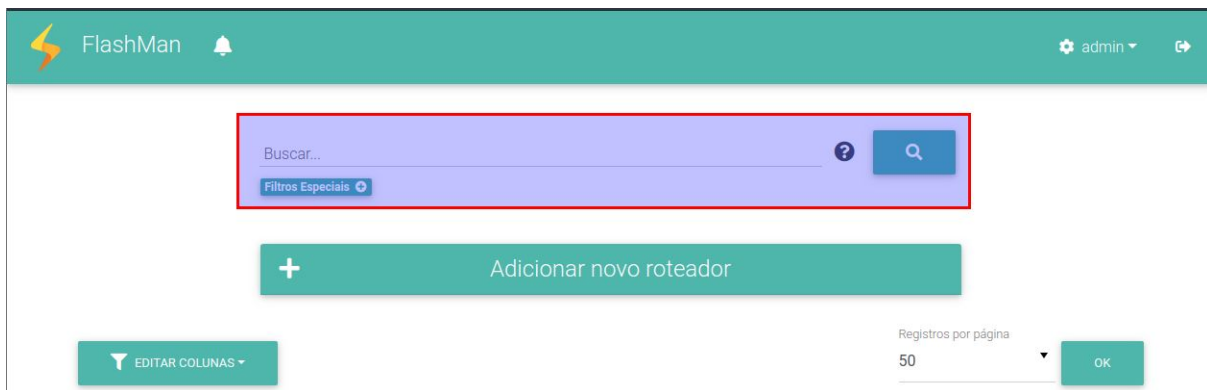 FlashMan
admin
Buscar...
Filtros Especiais
Adicionar novo roteador
Registros por página
EDITAR COLUNAS
50
OK